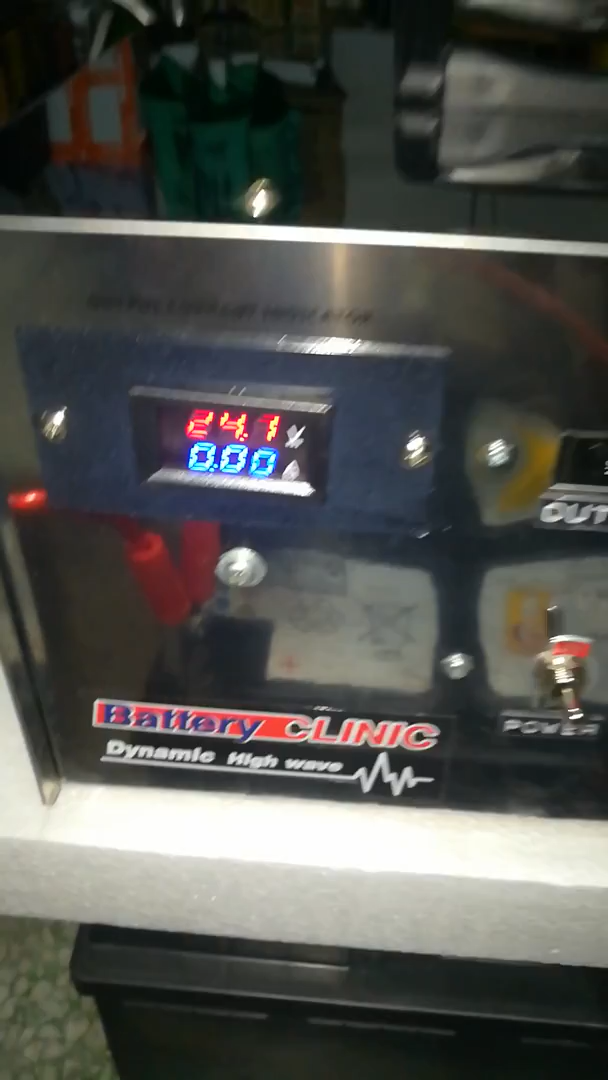 24.1 V
0.00 A
OUT
Battery CLINIC
Dynamic High wave
POWER